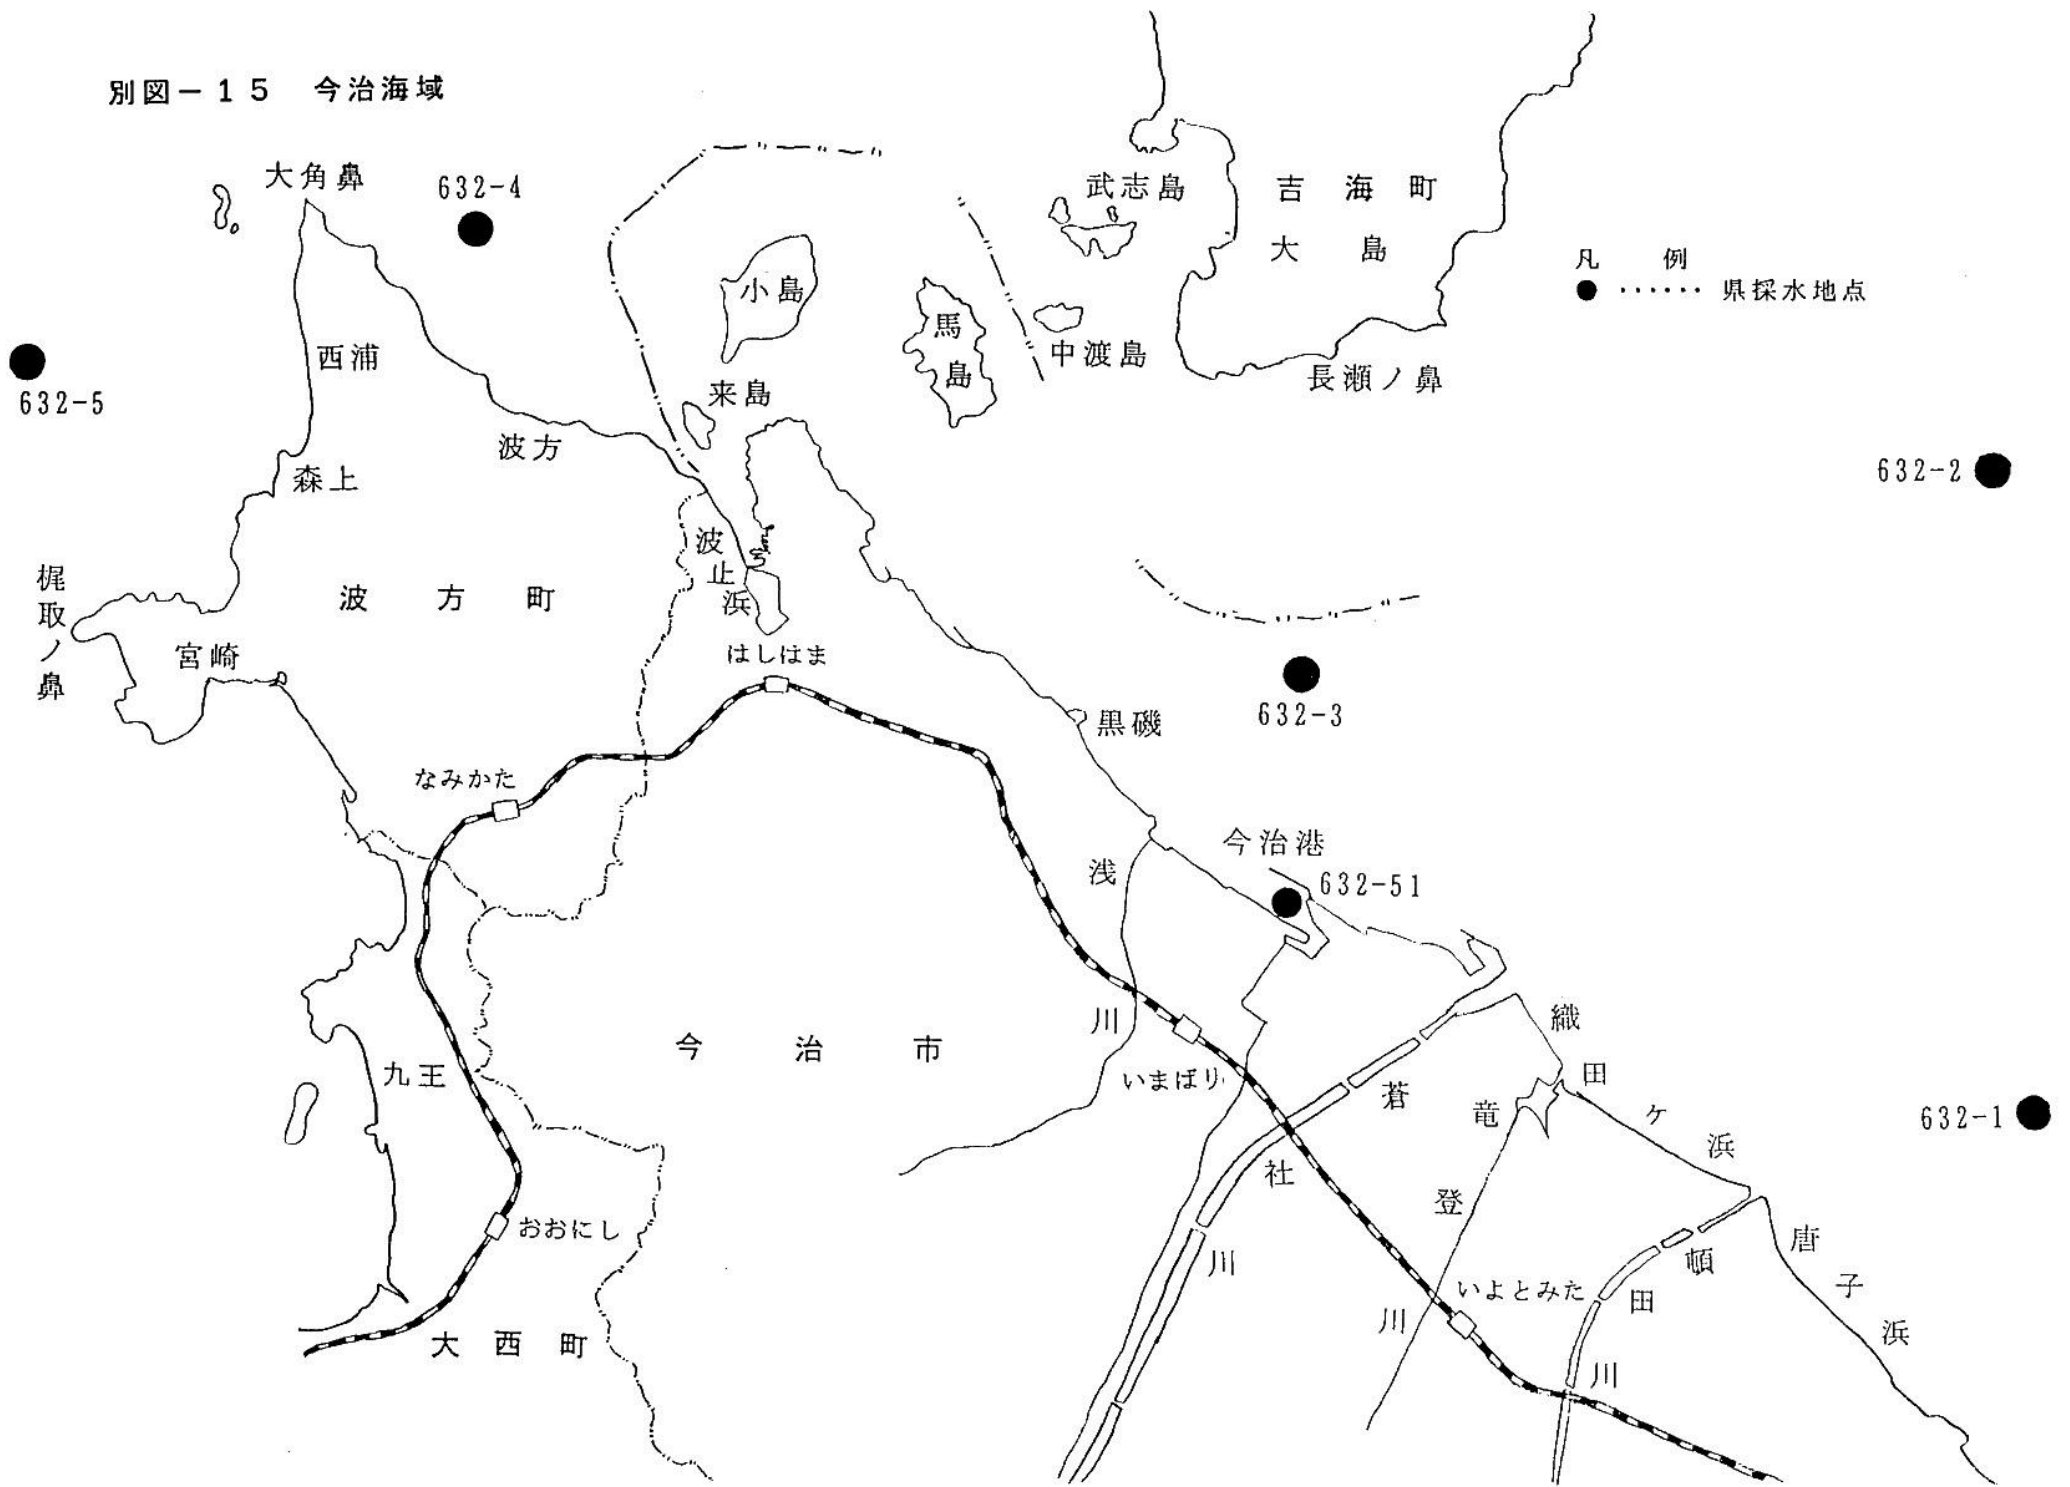 別図-15 今治海域
大角鼻
632-4
武志島
吉海町
大島
凡例
●……県採水地点
小島
馬島
中渡島
長瀬ノ鼻
西浦
632-5
来島
波方
森上
632-2
波止浜
梶取ノ鼻
波方町
宮崎
はしはま
632-3
黒磯
なみかた
今治港
632-51
浅川
織田ヶ浜
今治市
九王
いまばり
蒼社川
竜登川
632-1
おおにし
唐子浜
頓田川
いよとみた
大西町